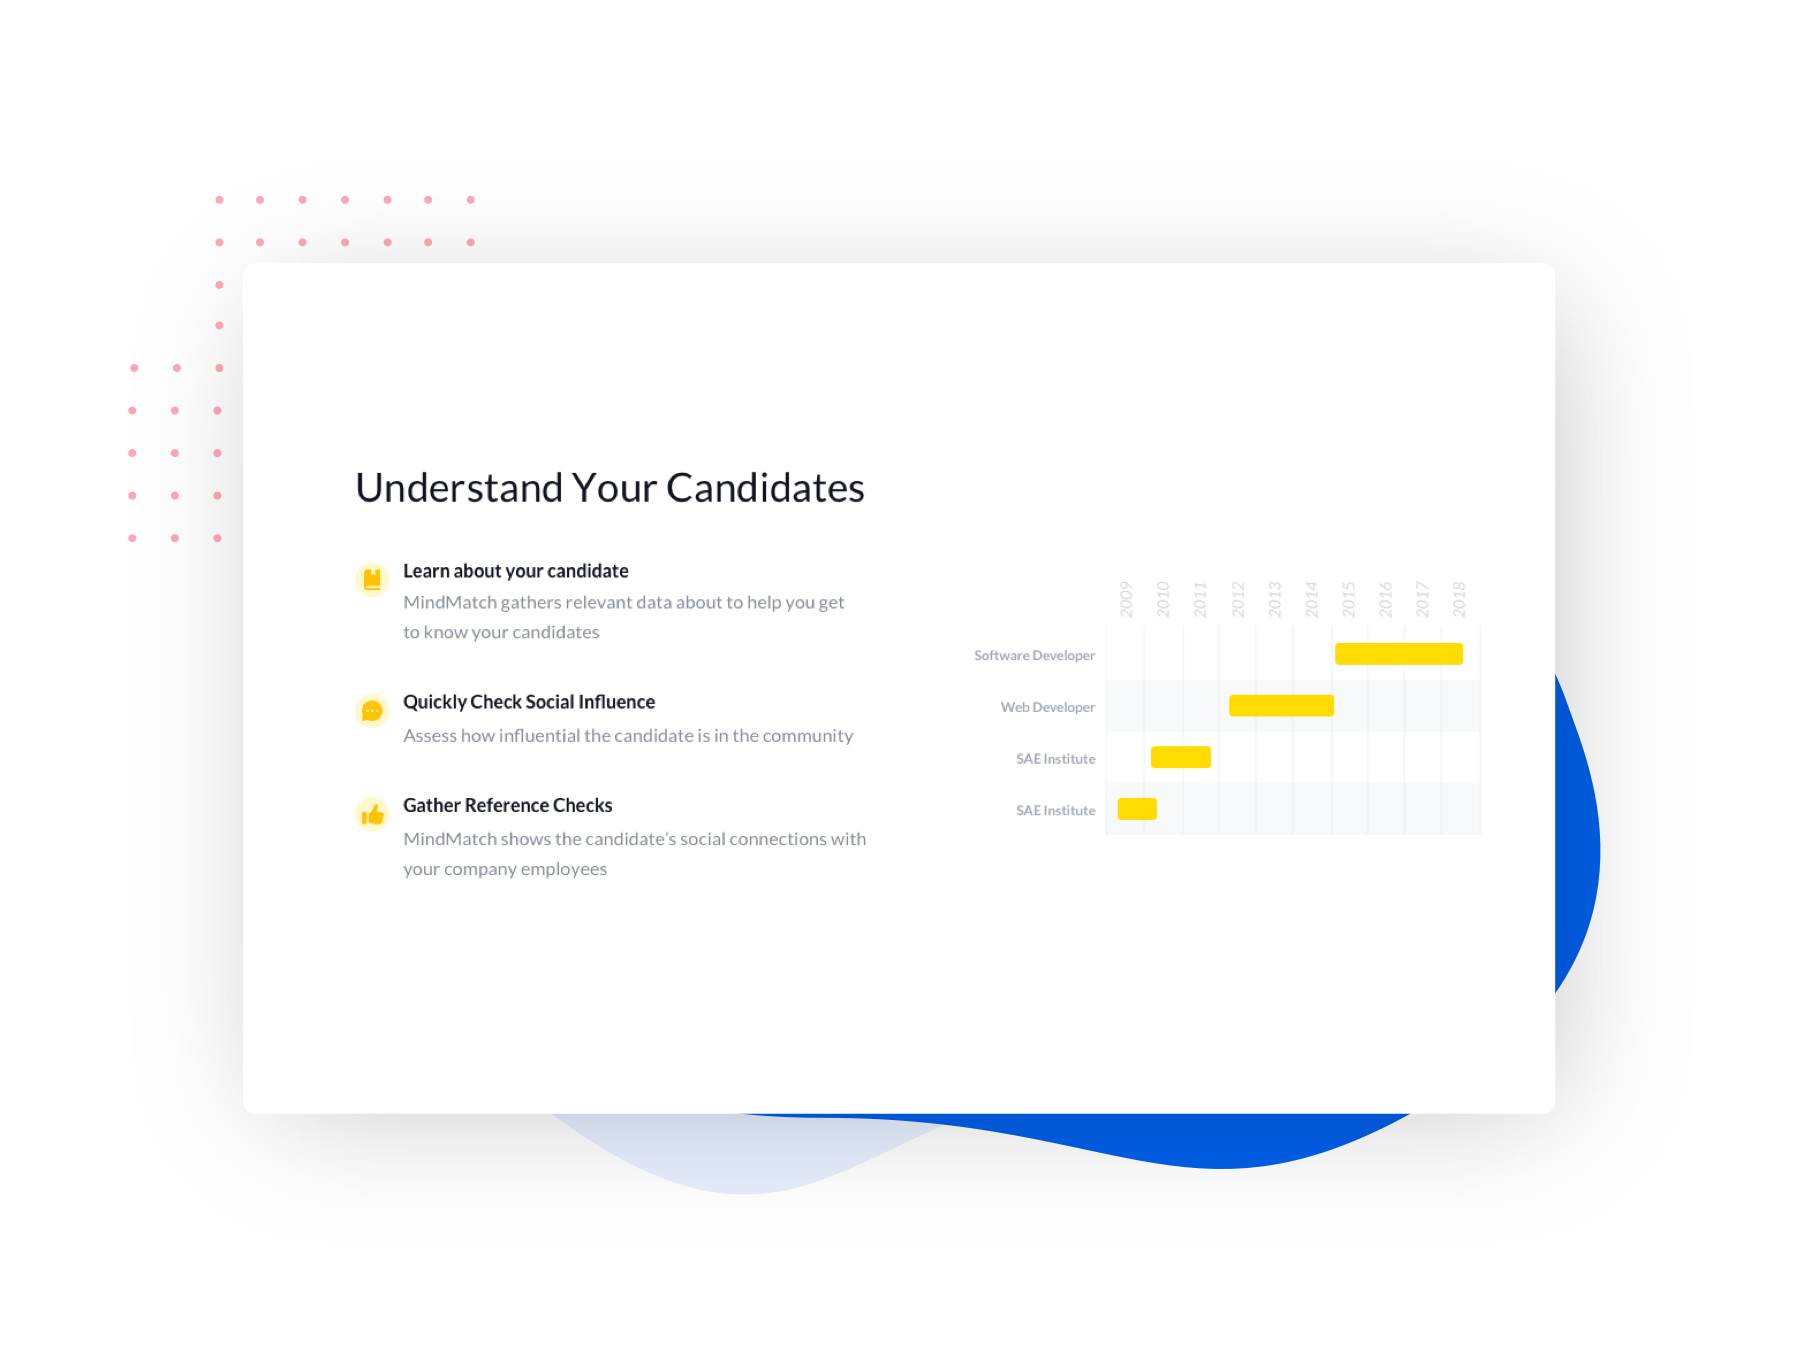 Understand Your Candidates
Learn about your candidate
MindMatch gathers relevant data about to help you get
to know your candidates
Quickly Check Social Influence
Assess how influential the candidate is in the community
Gather Reference Checks
MindMatch shows the candidate’s social connections with
your company employees
2009 2010 2011 2012 2013 2014 2015 2016 2017 2018
Software Developer
Web Developer
SAE Institute
SAE Institute